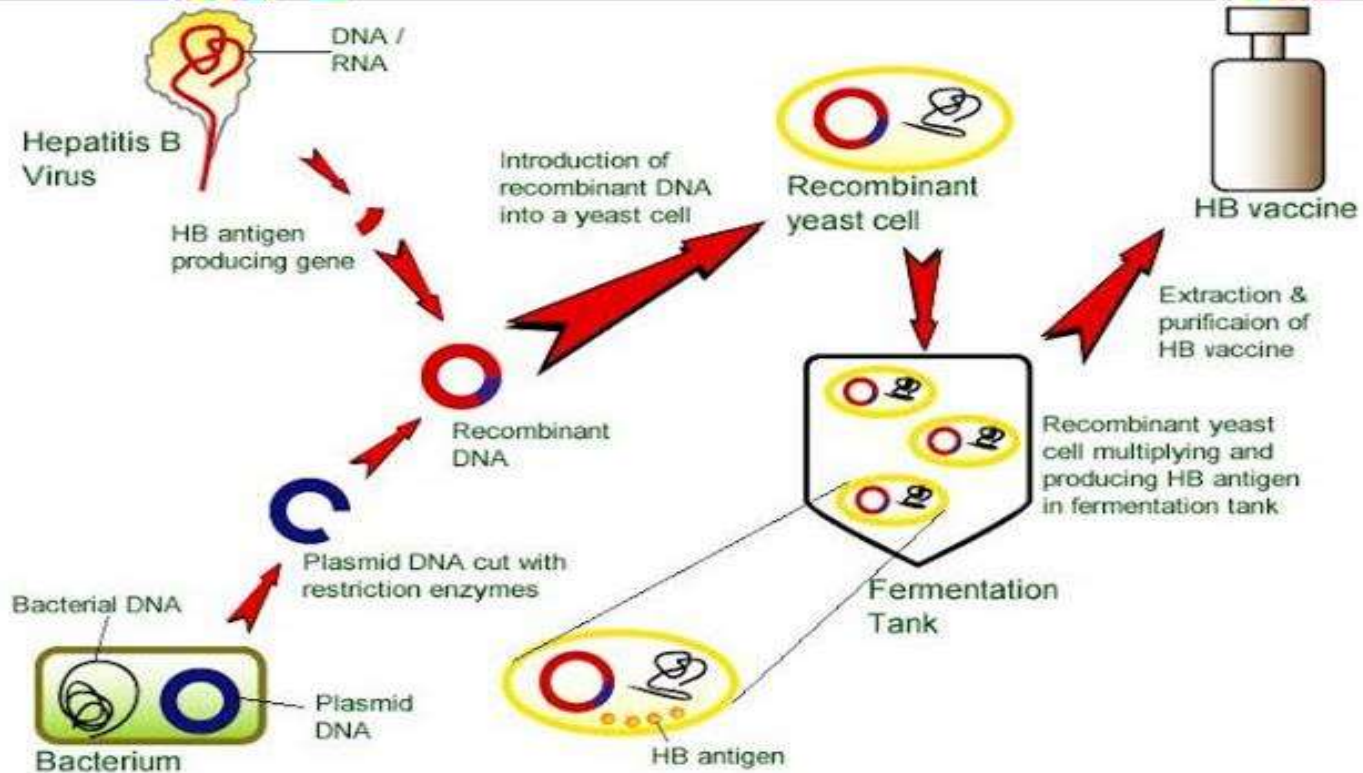 DNA /
RNA
Hepatitis B
Virus
HB antigen
producing gene
Introduction of
recombinant DNA
into a yeast cell
Recombinant
yeast cell
HB vaccine
Extraction &
purificaion of
HB vaccine
Recombinant
DNA
Recombinant yeast
cell multiplying and
producing HB antigen
in fermentation tank
Plasmid DNA cut with
restriction enzymes
Fermentation
Tank
Bacterial DNA
Plasmid
DNA
Bacterium
HB antigen